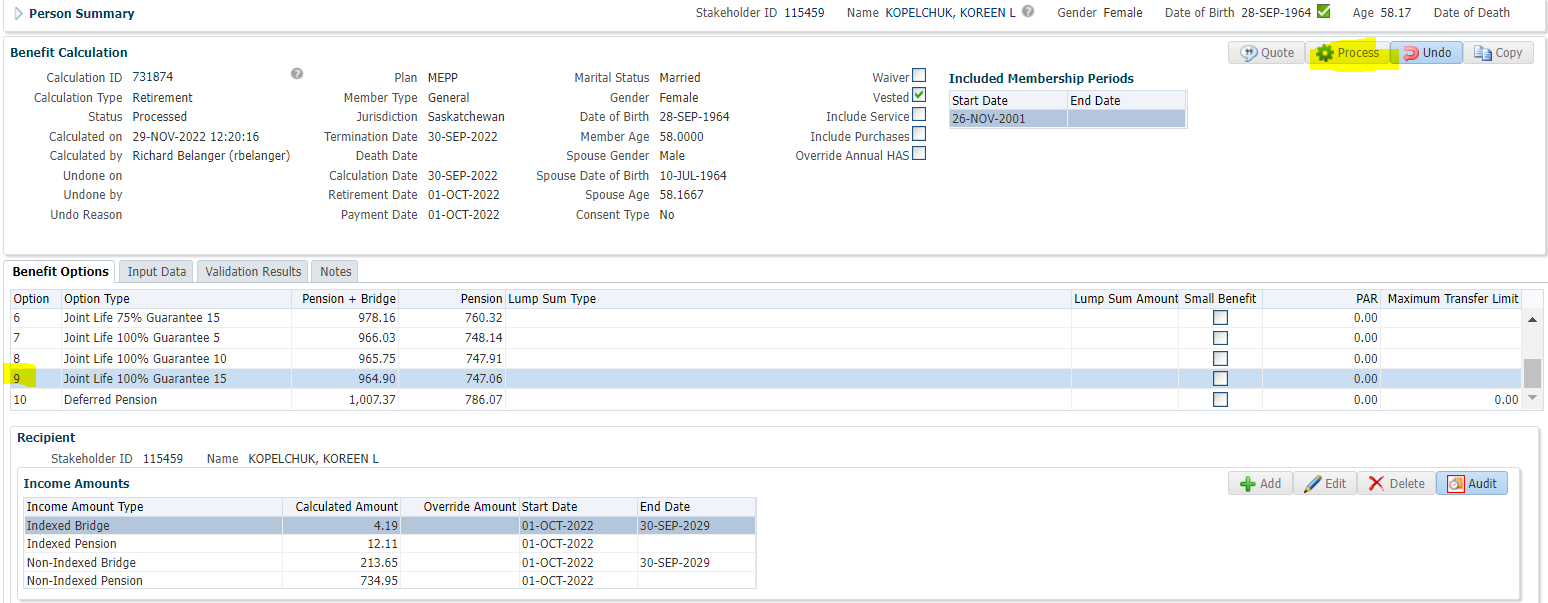 Person Summary Stakeholder ID 115459 Name KOPELCHUK, KOREEN L Gender Female Date of Birth 28-SEP-1964 Age 58.17 Date of Death
Benefit Calculation Quote Process Undo Copy
Calculation ID 731874 Plan MEPP Marital Status Married Waiver Included Membership Periods
Calculation Type Retirement Member Type General Gender Female Vested Start Date End Date
Status Processed Jurisdiction Saskatchewan Date of Birth 28-SEP-1964 Include Service 26-NOV-2001
Calculated on 29-NOV-2022 12:20:16 Termination Date 30-SEP-2022 Member Age 58.0000 Include Purchases
Calculated by Richard Belanger (rbelanger) Death Date Spouse Gender Male Override Annual HAS
Undone on Calculation Date 30-SEP-2022 Spouse Date of Birth 10-JUL-1964
Undone by Retirement Date 01-OCT-2022 Spouse Age 58.1667
Undo Reason Payment Date 01-OCT-2022 Consent Type No
Benefit Options Input Data Validation Results Notes
Option Option Type Pension + Bridge Pension Lump Sum Type Lump Sum Amount Small Benefit PAR Maximum Transfer Limit
6 Joint Life 75% Guarantee 15 978.16 760.32 0.00
7 Joint Life 100% Guarantee 5 966.03 748.14 0.00
8 Joint Life 100% Guarantee 10 965.75 747.91 0.00
9 Joint Life 100% Guarantee 15 964.90 747.06 0.00
10 Deferred Pension 1,007.37 786.07 0.00 0.00
Recipient
Stakeholder ID 115459 Name KOPELCHUK, KOREEN L
Income Amounts Add Edit Delete Audit
Income Amount Type Calculated Amount Override Amount Start Date End Date
Indexed Bridge 4.19 01-OCT-2022 30-SEP-2029
Indexed Pension 12.11 01-OCT-2022
Non-Indexed Bridge 213.65 01-OCT-2022 30-SEP-2029
Non-Indexed Pension 734.95 01-OCT-2022